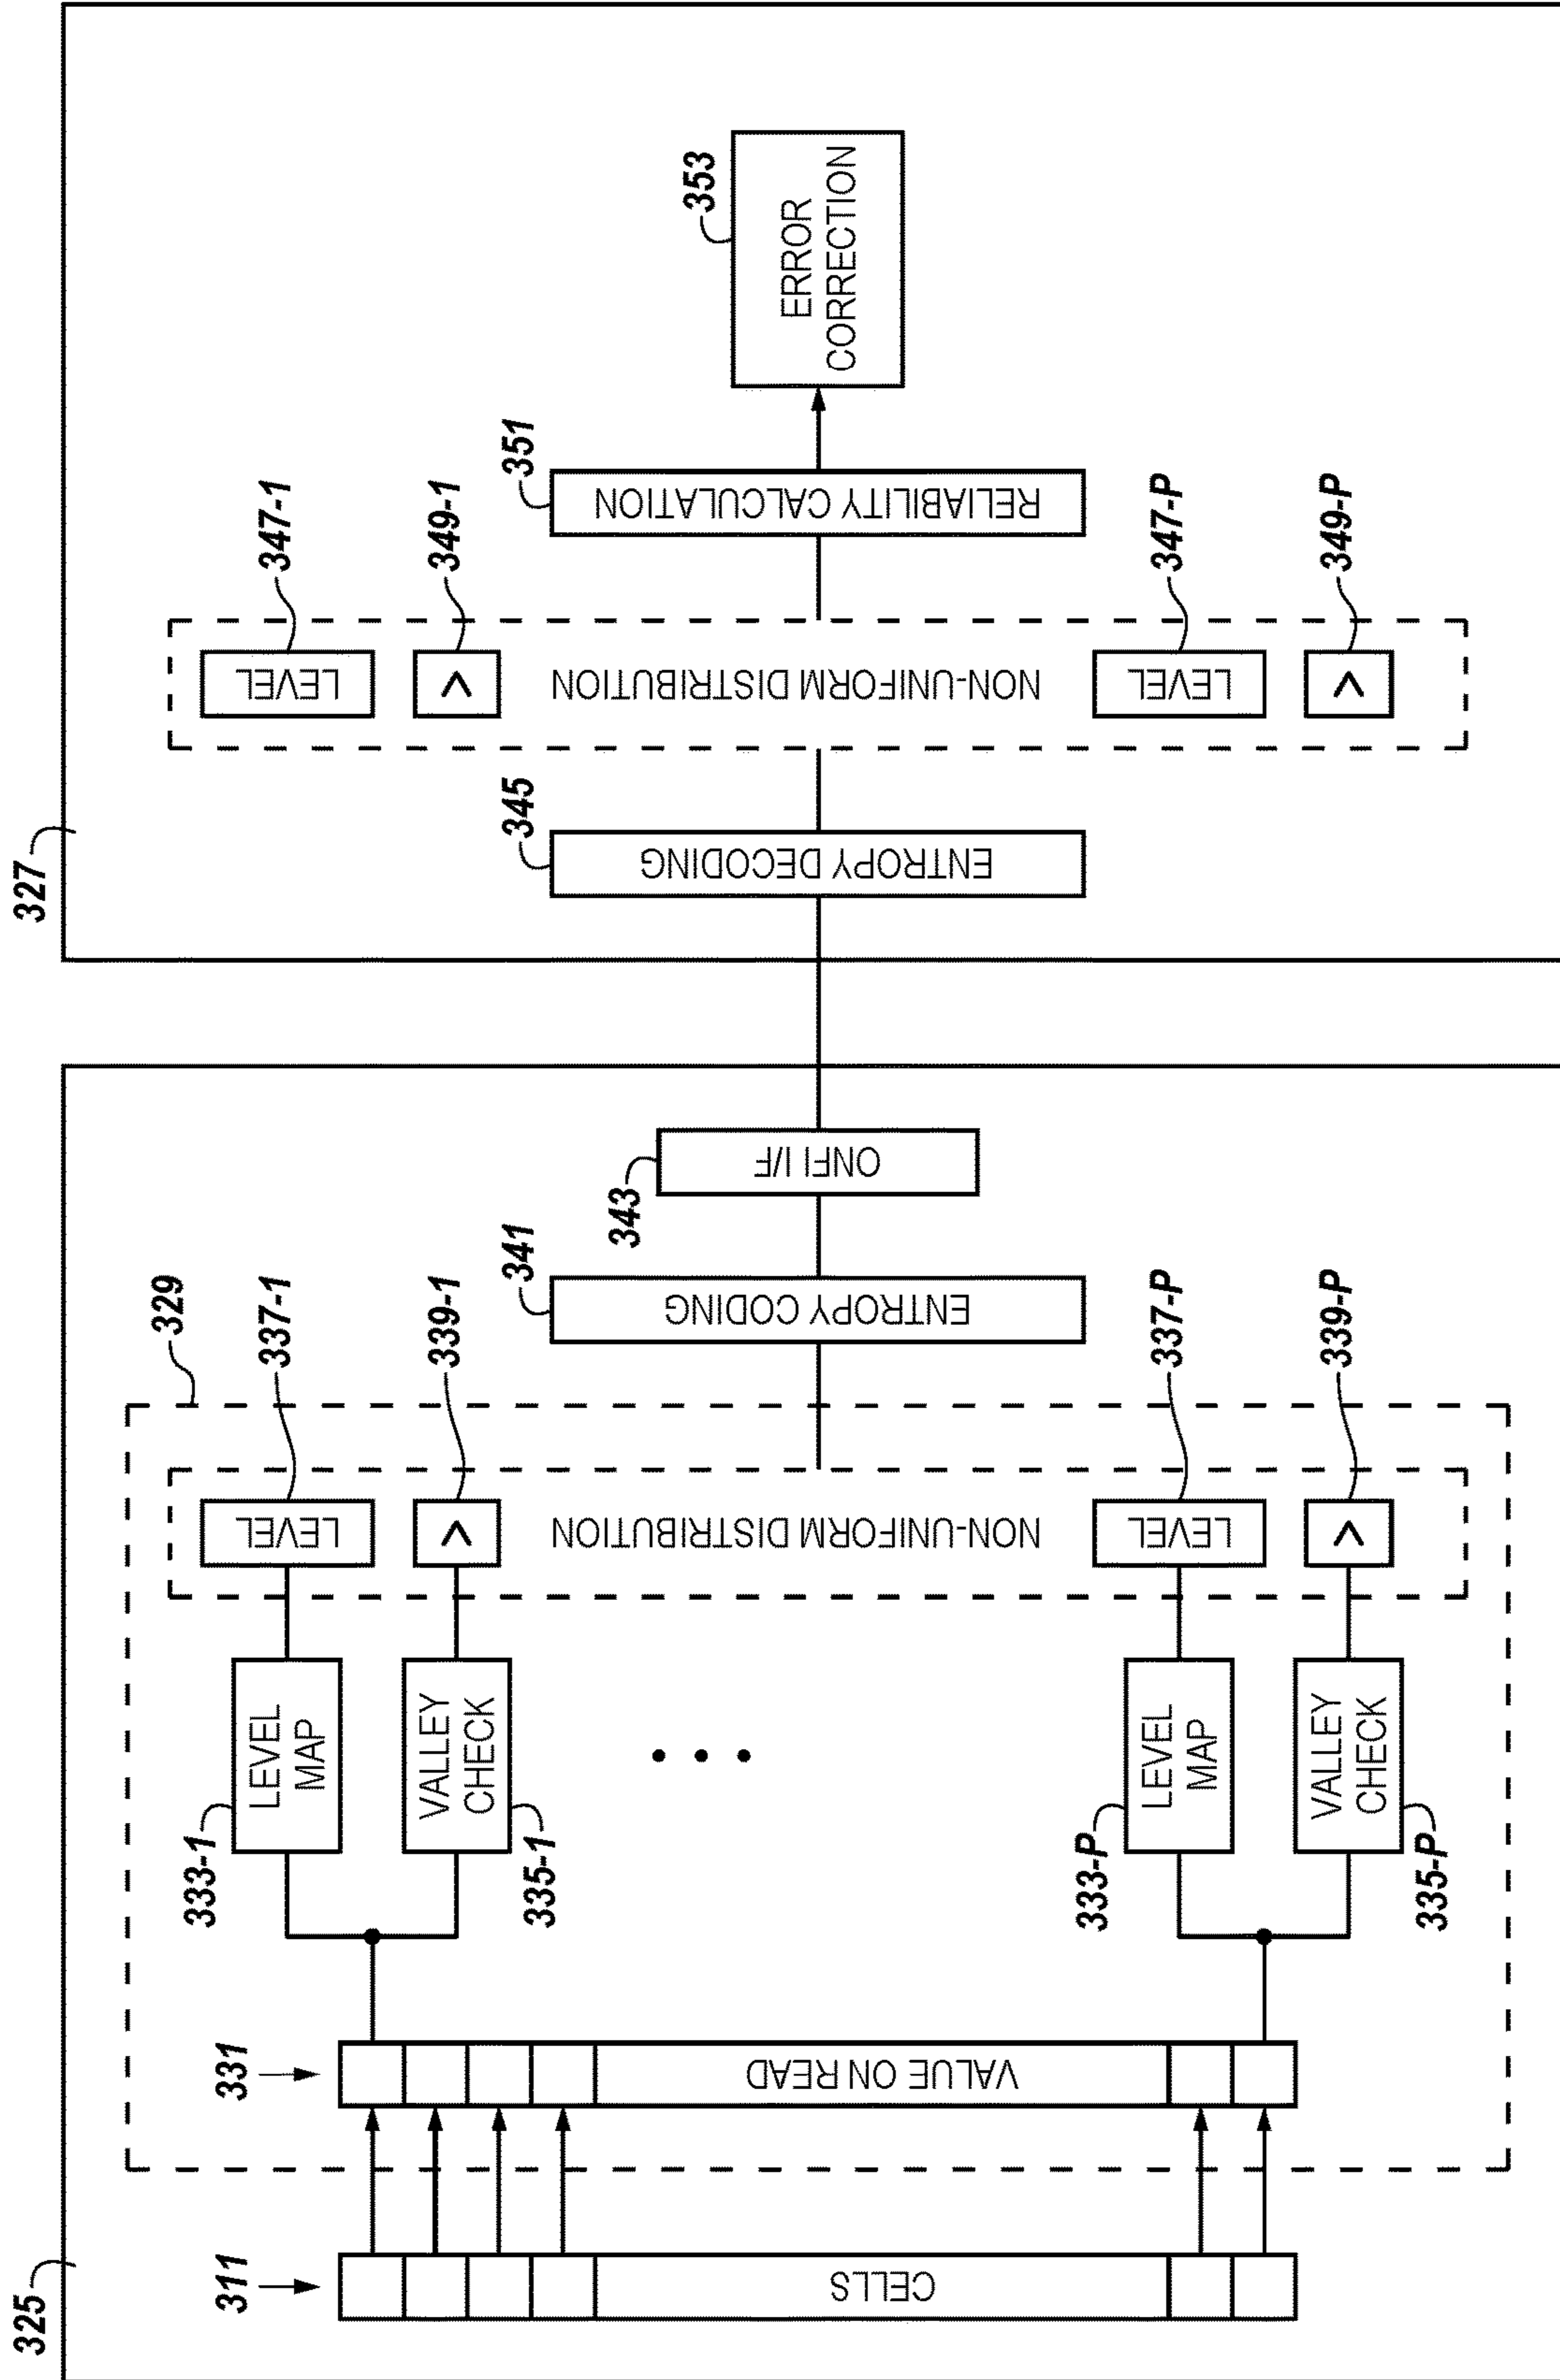 325
327
311
331
329
CELLS
VALUE ON READ
333-1
LEVEL
MAP
VALLEY
CHECK
335-1
333-P
LEVEL
MAP
VALLEY
CHECK
335-P
LEVEL
337-1
V
339-1
NON-UNIFORM DISTRIBUTION
LEVEL
337-P
V
339-P
341
ENTROPY CODING
343
ONFI I/F
345
ENTROPY DECODING
LEVEL
347-1
V
349-1
NON-UNIFORM DISTRIBUTION
LEVEL
347-P
V
349-P
351
RELIABILITY CALCULATION
353
ERROR
CORRECTION